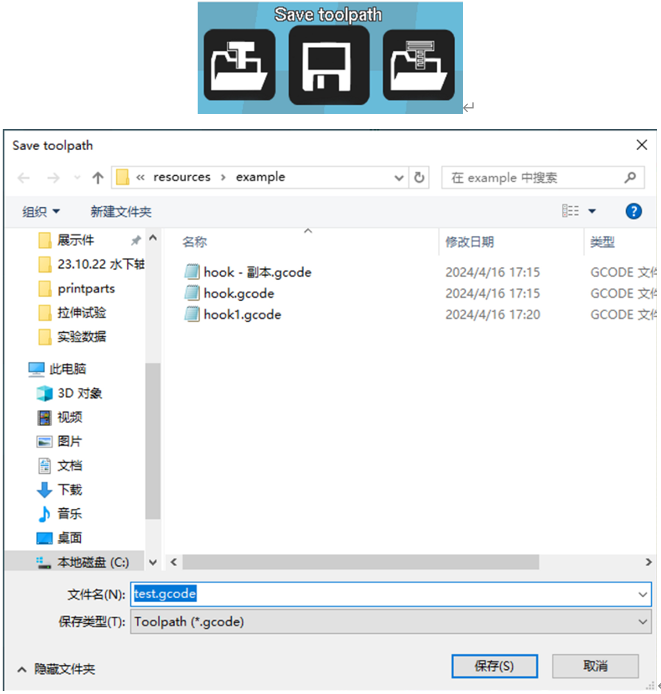 Save toolpath
Save toolpath
« resources › example
在 example 中搜索
组织 新建文件夹
展示件
23.10.22 水下轴
printparts
拉伸试验
实验数据
此电脑
3D 对象
视频
图片
文档
下载
音乐
桌面
本地磁盘 (C:)
名称 修改日期 类型
hook - 副本.gcode 2024/4/16 17:15 GCODE 文件
hook.gcode 2024/4/16 17:15 GCODE 文件
hook1.gcode 2024/4/16 17:20 GCODE 文件
文件名(N): test.gcode
保存类型(T): Toolpath (*.gcode)
隐藏文件夹 保存(S) 取消